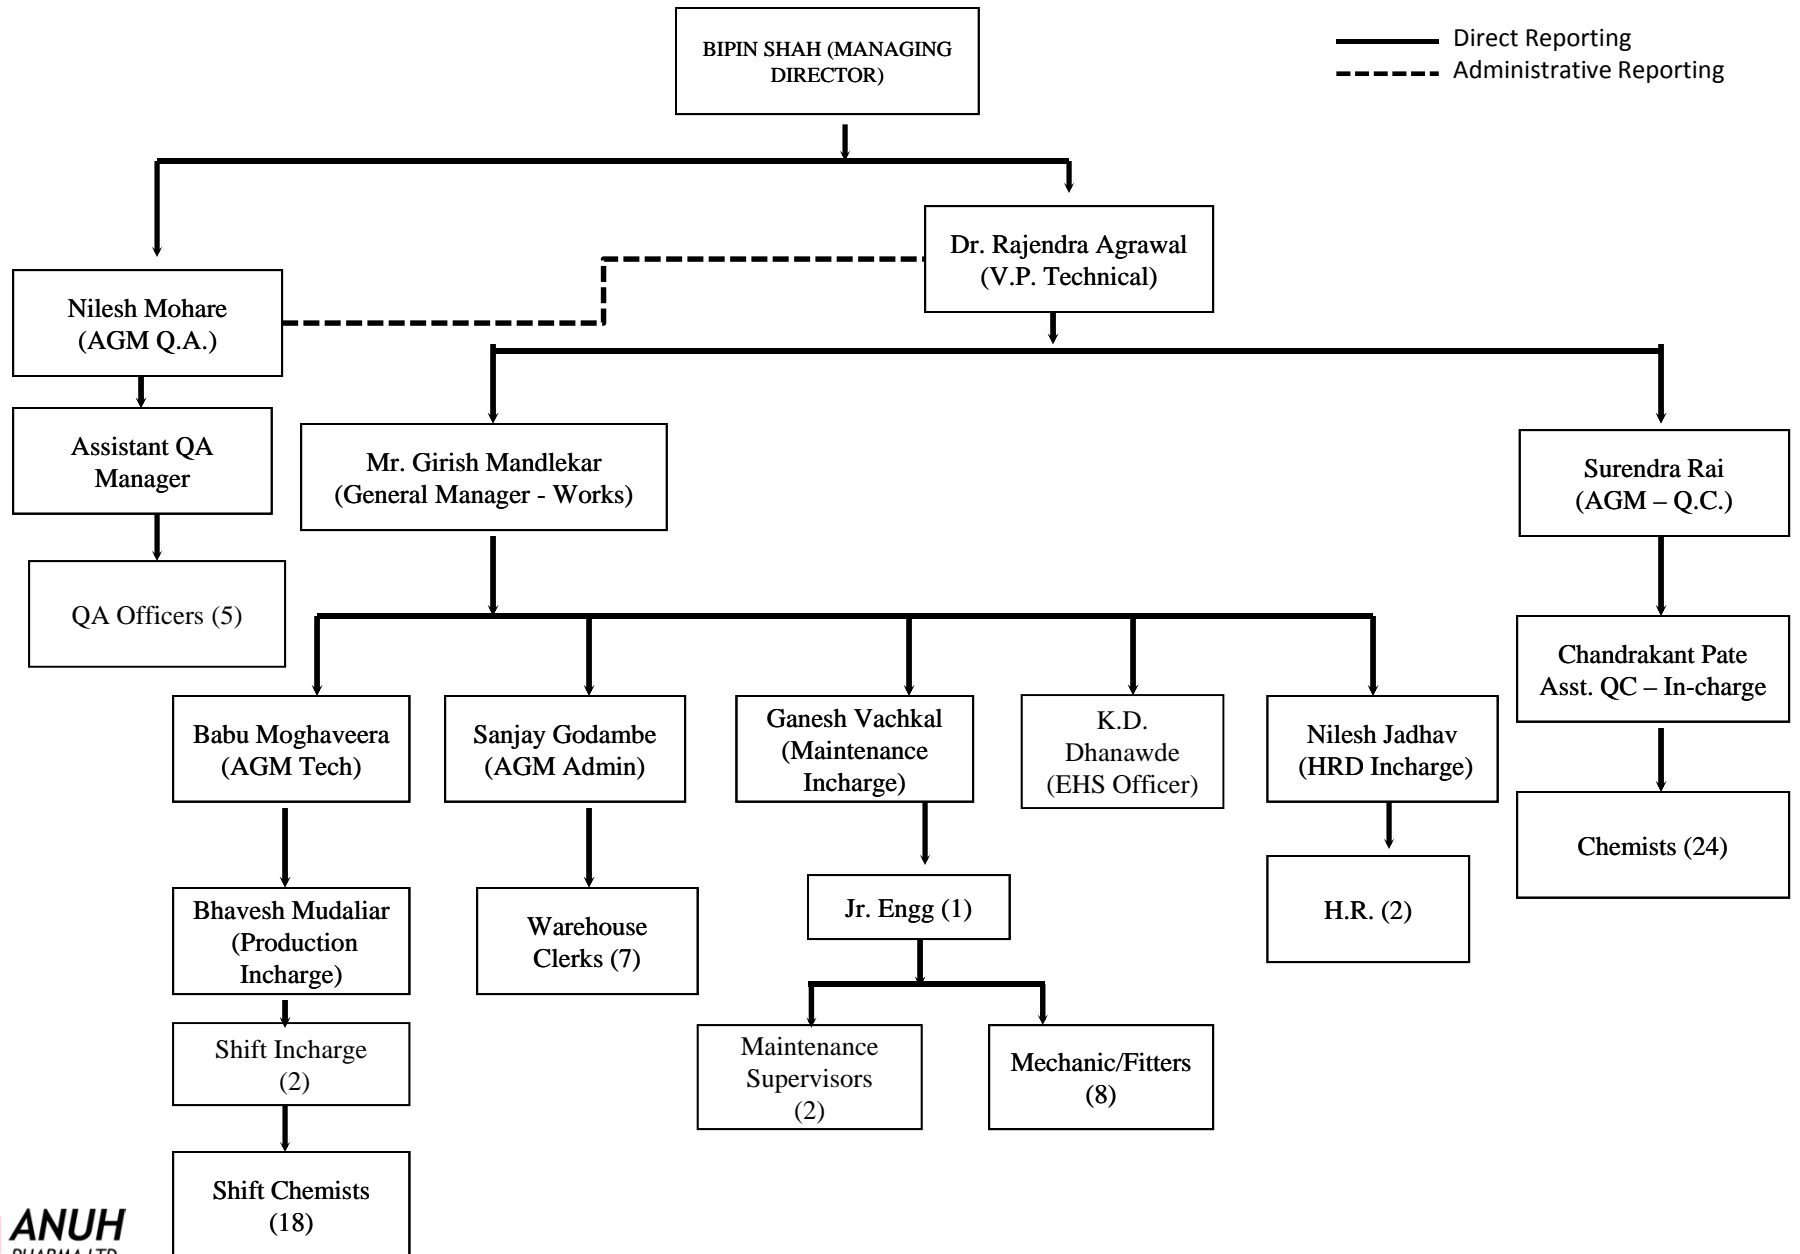 BIPIN SHAH (MANAGING
DIRECTOR)
Direct Reporting
Administrative Reporting
Dr. Rajendra Agrawal
(V.P. Technical)
Nilesh Mohare
(AGM Q.A.)
Assistant QA
Manager
QA Officers (5)
Mr. Girish Mandlekar
(General Manager - Works)
Surendra Rai
(AGM – Q.C.)
Chandrakant Pate
Asst. QC – In-charge
Chemists (24)
Babu Moghaveera
(AGM Tech)
Sanjay Godambe
(AGM Admin)
Ganesh Vachkal
(Maintenance
Incharge)
K.D.
Dhanawde
(EHS Officer)
Nilesh Jadhav
(HRD Incharge)
Bhavesh Mudaliar
(Production
Incharge)
Warehouse
Clerks (7)
Jr. Engg (1)
H.R. (2)
Shift Incharge
(2)
Maintenance
Supervisors
(2)
Mechanic/Fitters
(8)
Shift Chemists
(18)
ANUH
PHARMA LTD